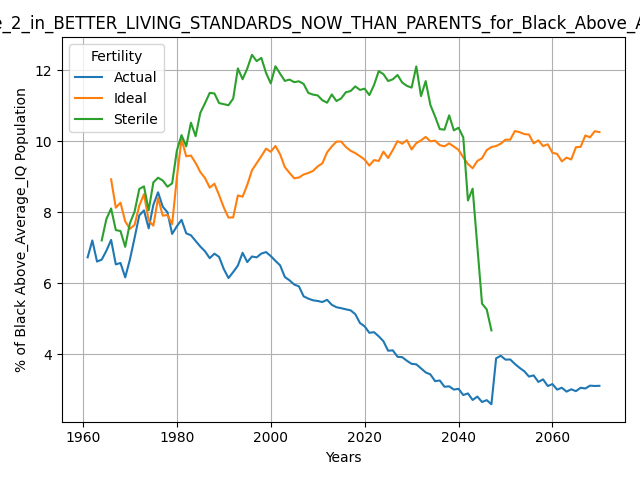 _2_in_BETTER_LIVING_STANDARDS_NOW_THAN_PARENTS_for_Black_Above_A
Fertility
Actual
Ideal
Sterile
% of Black Above_Average_IQ Population
12
10
8
6
4
1960 1980 2000 2020 2040 2060
Years